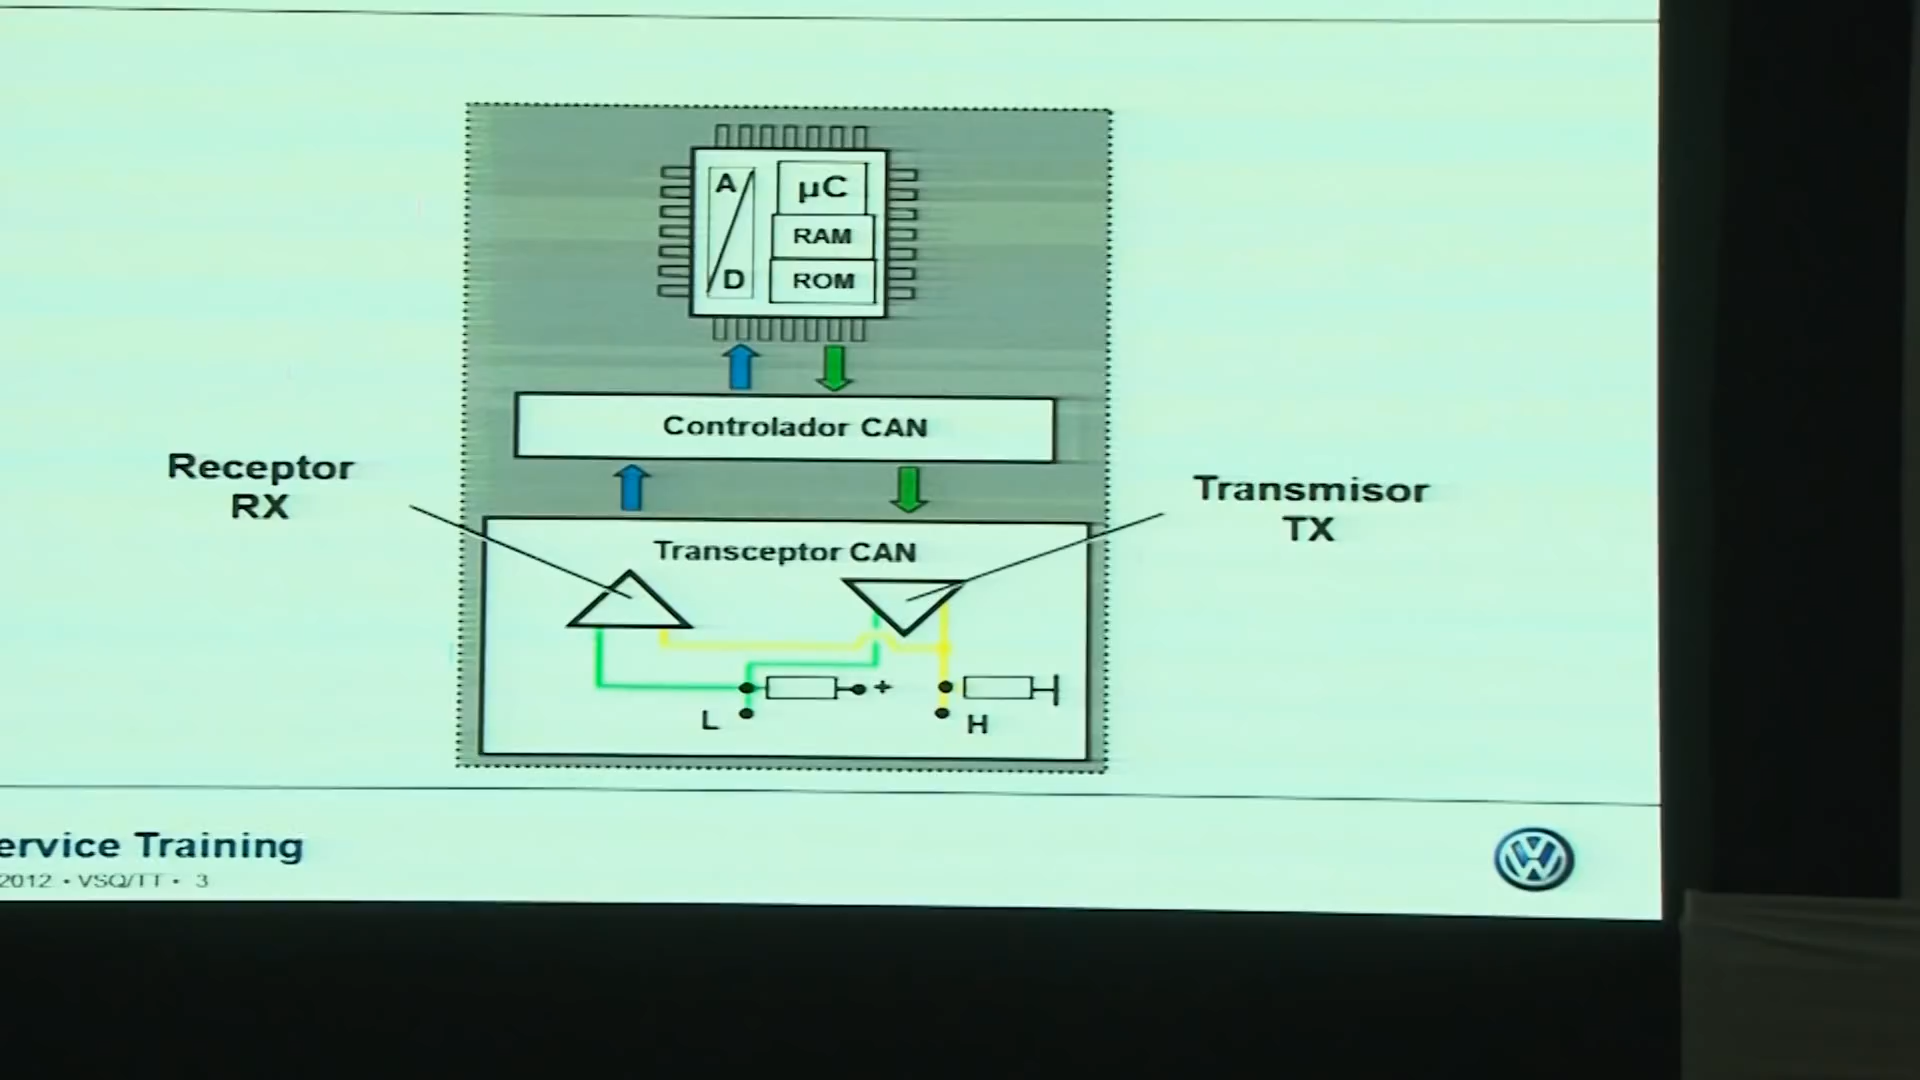 A
µC
RAM
D
ROM
Controlador CAN
Receptor
RX
Transmisor
TX
Transceptor CAN
+
L
H
ervice Training
2012 • VSQ/TT • 3